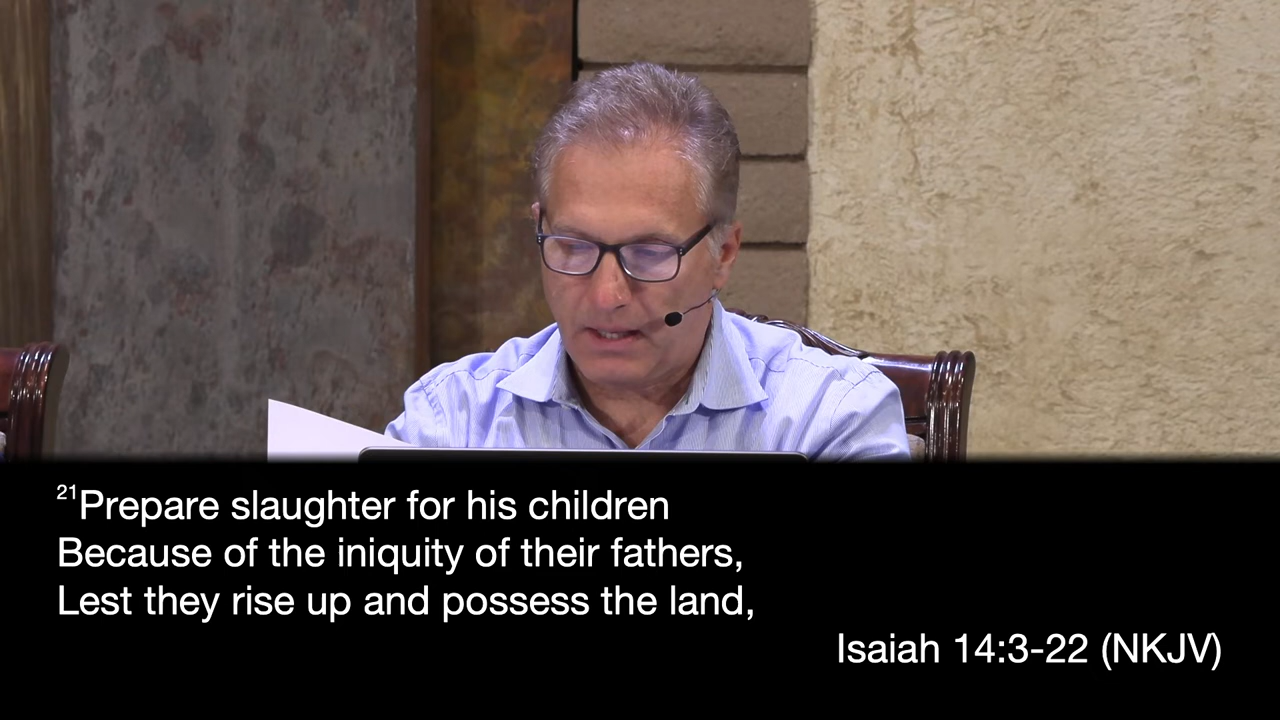 21Prepare slaughter for his children
Because of the iniquity of their fathers,
Lest they rise up and possess the land,
Isaiah 14:3-22 (NKJV)